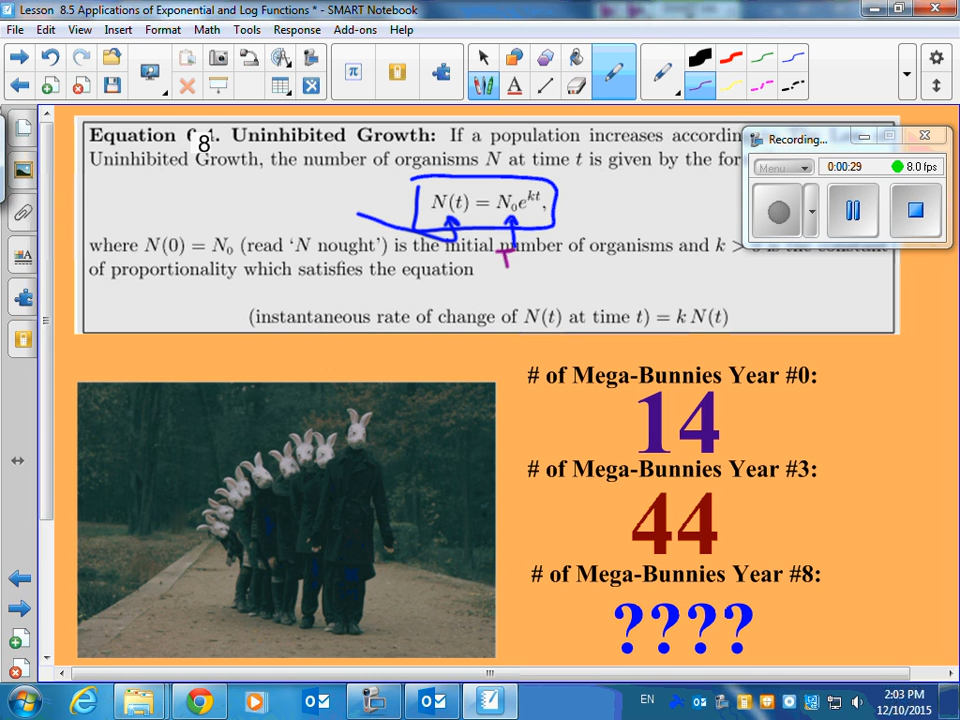 Lesson 8.5 Applications of Exponential and Log Functions * - SMART Notebook
File Edit View Insert Format Math Tools Response Add-ons Help
Recording...
Menu 0:00:29 8.0 fps
8 . Uninhibited Growth: If a population increases
Uninhibited Growth, the number of organisms N at time t is given by the
N(t) = N₀eᵏᵗ,
where N(0) = N₀ (read ‘N nought’) is the initial number of organisms and k >
of proportionality which satisfies the equation
(instantaneous rate of change of N(t) at time t) = k N(t)
# of Mega-Bunnies Year #0:
14
# of Mega-Bunnies Year #3:
44
# of Mega-Bunnies Year #8:
????
EN
2:03 PM
12/10/2015